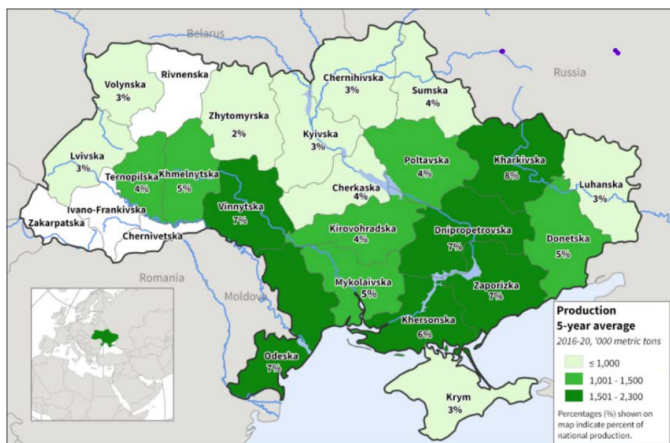 Belarus
Russia
Rivnenska
Volynska
3%
Chernihivska
3%
Sumska
4%
Zhytomyrska
2%
Kyivska
3%
Lvivska
3%
Ternopilska
4%
Khmelnytska
5%
Poltavska
4%
Kharkivska
8%
Luhanska
3%
Cherkaska
4%
Vinnytska
7%
Ivano-Frankivska
Zakarpatska
Chernivetska
Kirovohradska
4%
Dnipropetrovska
7%
Donetska
5%
Romania
Moldova
Mykolaivska
5%
Zaporizka
7%
Khersonska
6%
Odeska
7%
Krym
3%
Production
5-year average
2016-20, '000 metric tons
≤ 1,000
1,001 - 1,500
1,501 - 2,300
Percentages (%) shown on
map indicate percent of
national production.